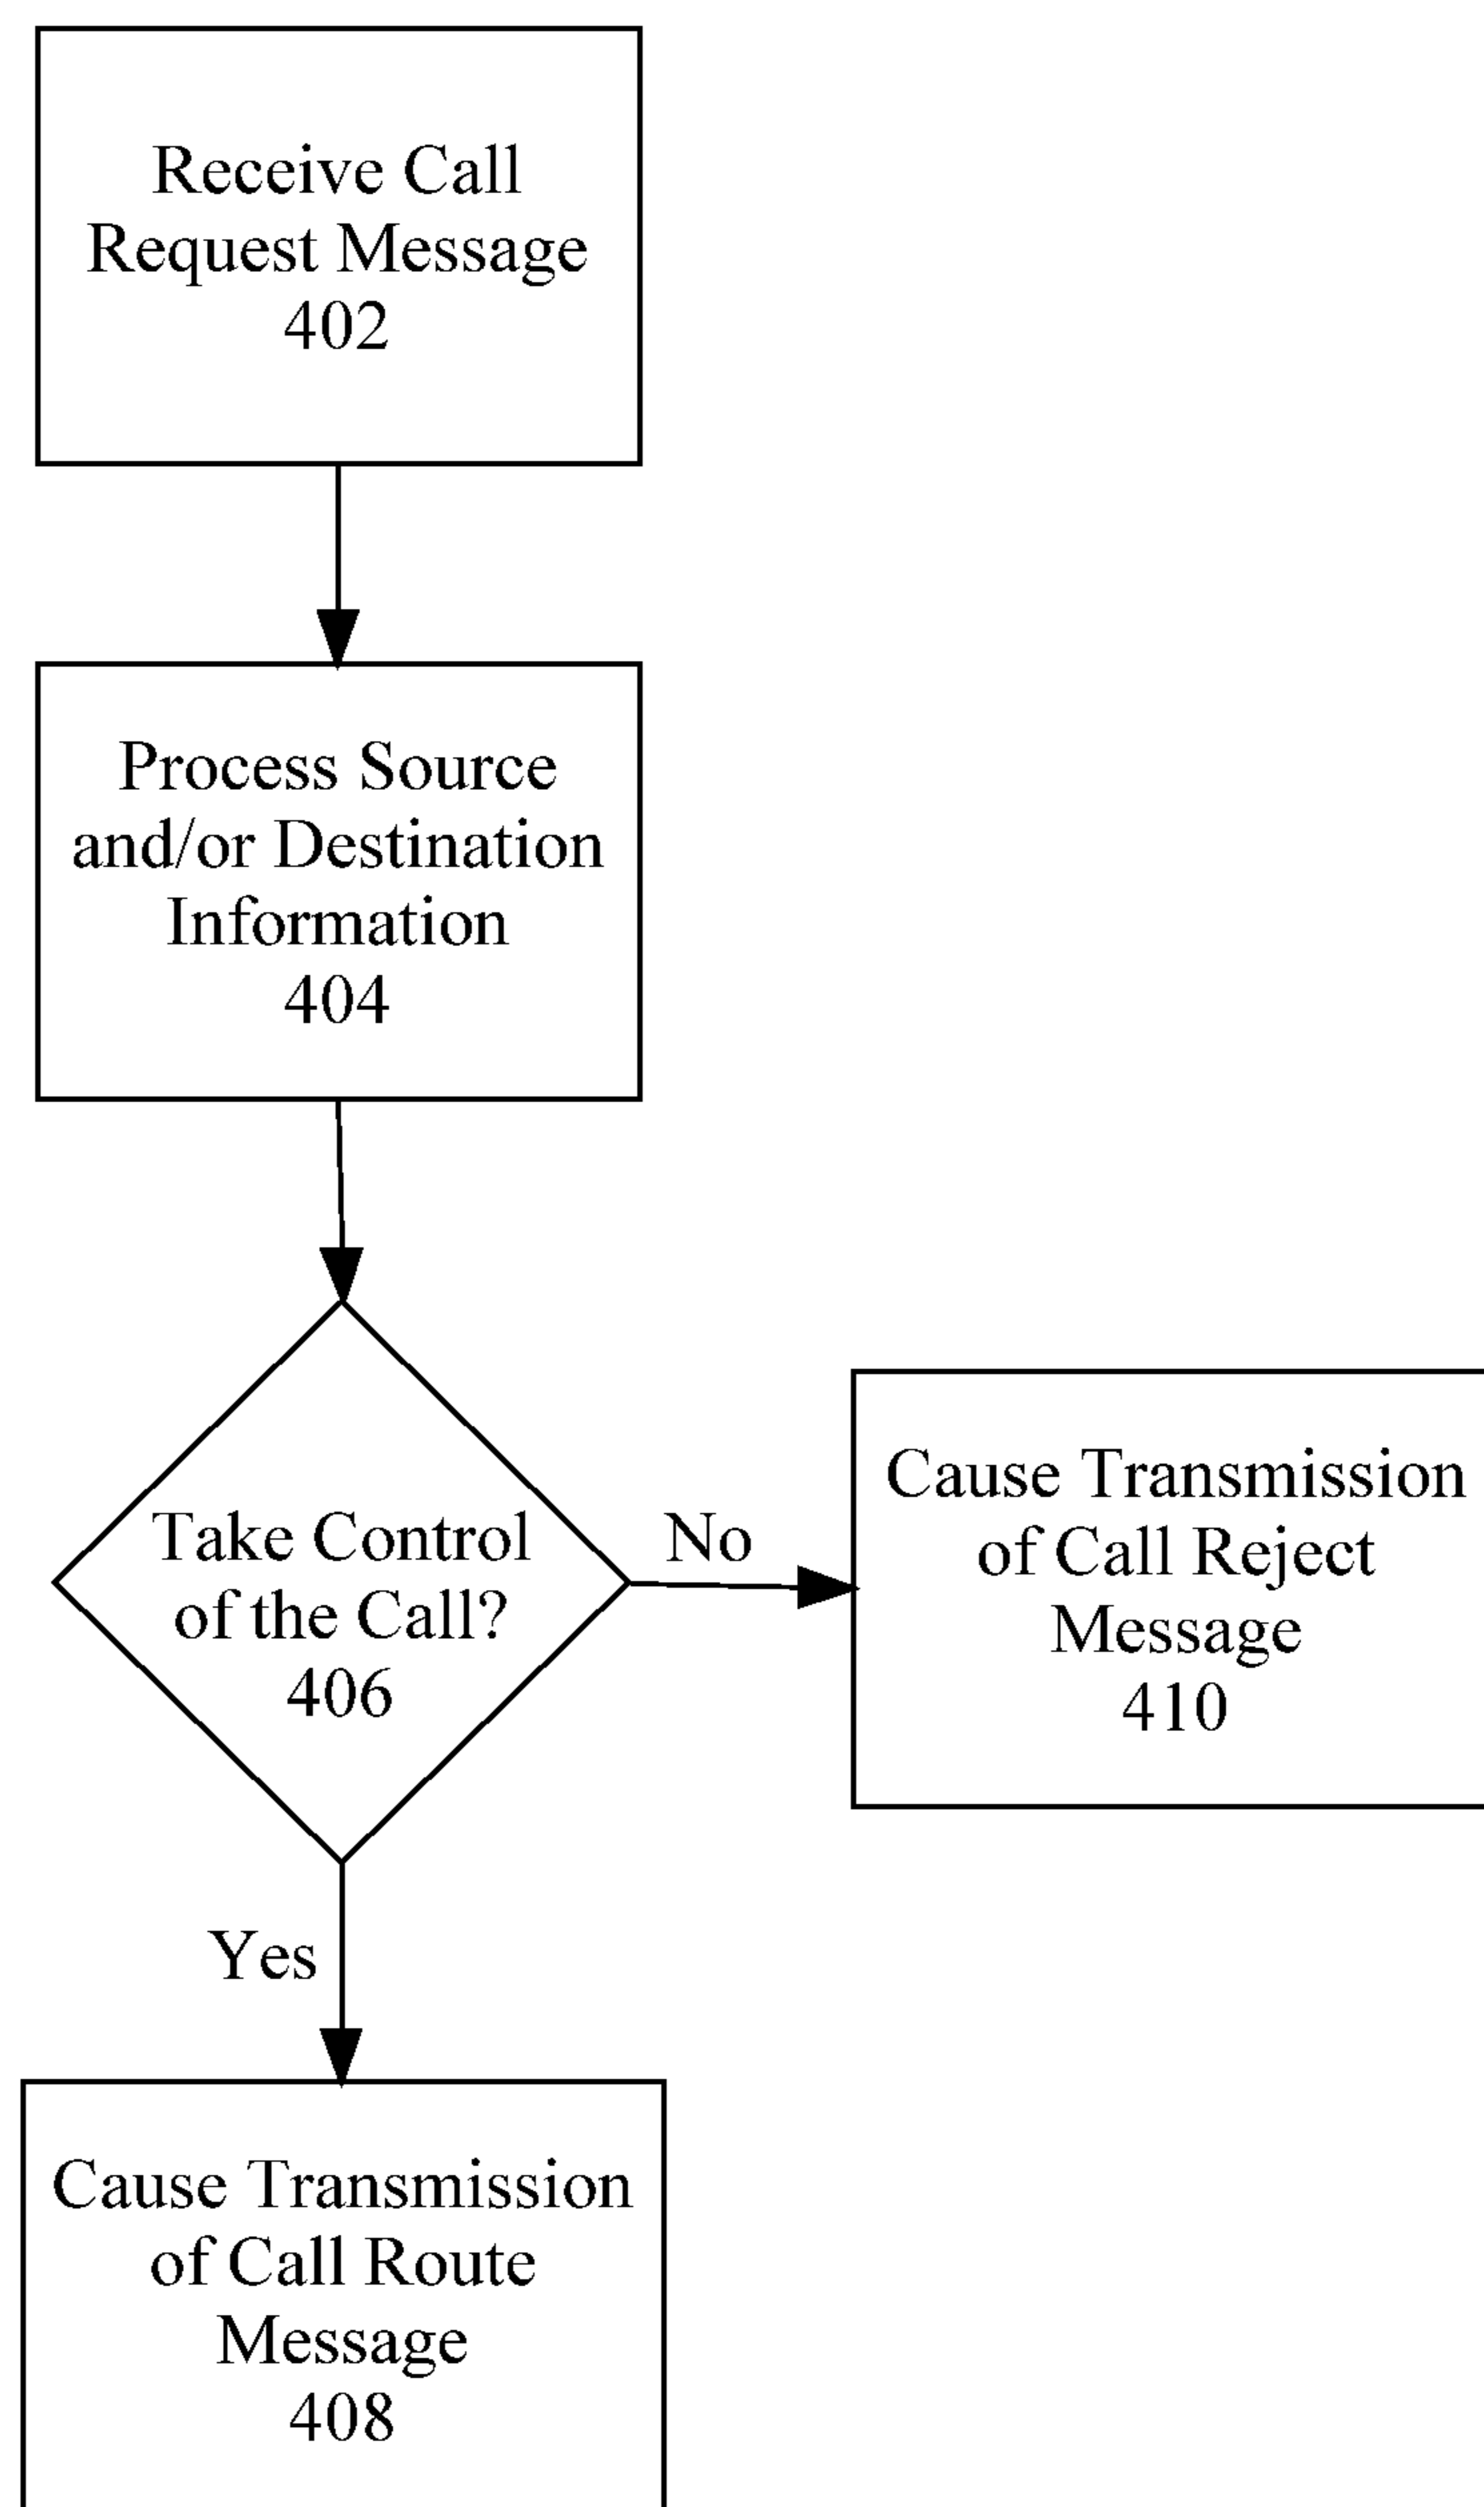 Receive Call
Request Message
402
Process Source
and/or Destination
Information
404
Take Control
of the Call?
406
No
Cause Transmission
of Call Reject
Message
410
Yes
Cause Transmission
of Call Route
Message
408